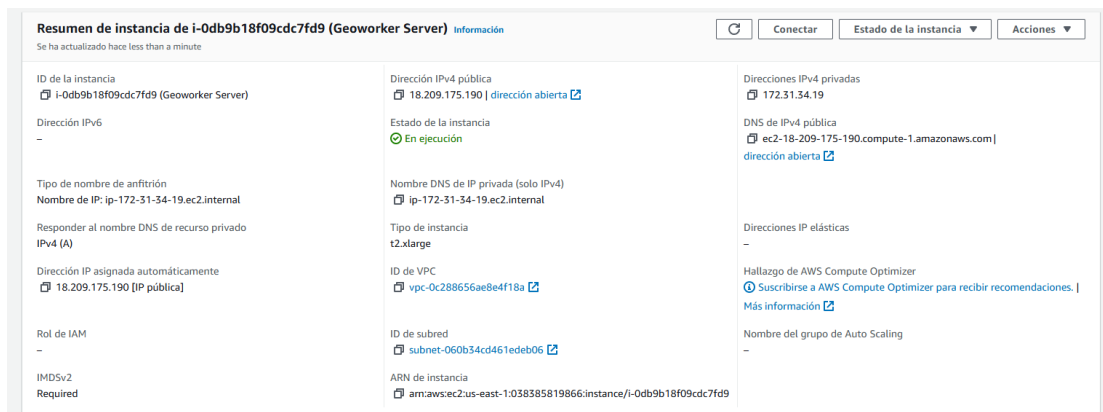 Resumen de instancia de i-0db9b18f09cdc7fd9 (Geoworker Server) Información
Se ha actualizado hace less than a minute
Conectar
Estado de la instancia
Acciones
ID de la instancia
i-0db9b18f09cdc7fd9 (Geoworker Server)
Dirección IPv4 pública
18.209.175.190 | dirección abierta
Direcciones IPv4 privadas
172.31.34.19
Dirección IPv6
–
Estado de la instancia
En ejecución
DNS de IPv4 pública
ec2-18-209-175-190.compute-1.amazonaws.com |
dirección abierta
Tipo de nombre de anfitrión
Nombre de IP: ip-172-31-34-19.ec2.internal
Nombre DNS de IP privada (solo IPv4)
ip-172-31-34-19.ec2.internal
Responder al nombre DNS de recurso privado
IPv4 (A)
Tipo de instancia
t2.xlarge
Direcciones IP elásticas
–
Dirección IP asignada automáticamente
18.209.175.190 [IP pública]
ID de VPC
vpc-0c288656ae8e4f18a
Hallazgo de AWS Compute Optimizer
Suscribirse a AWS Compute Optimizer para recibir recomendaciones. |
Más información
Rol de IAM
–
ID de subred
subnet-060b34cd461edeb06
Nombre del grupo de Auto Scaling
–
IMDSv2
Required
ARN de instancia
arn:aws:ec2:us-east-1:038385819866:instance/i-0db9b18f09cdc7fd9